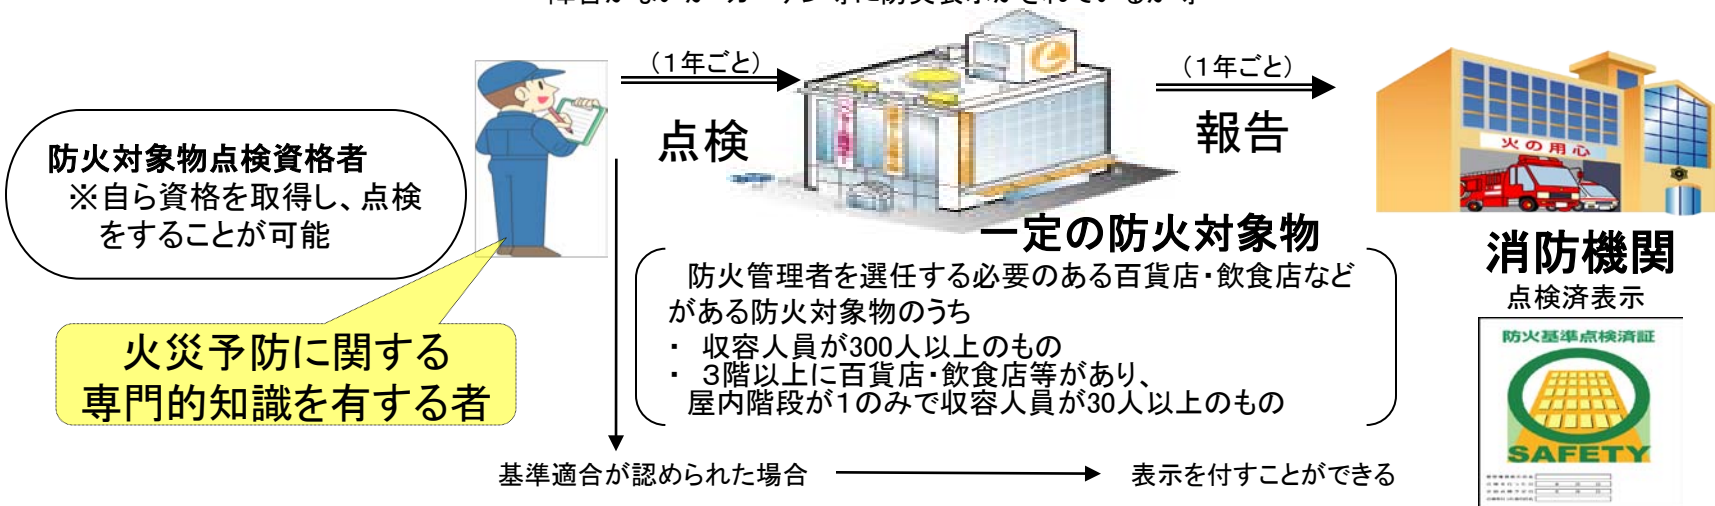 (1年ごと)
点検
(1年ごと)
報告
火の用心
防火対象物点検資格者
※自ら資格を取得し、点検
をすることが可能
火災予防に関する
専門的知識を有する者
一定の防火対象物
防火管理者を選任する必要のある百貨店・飲食店など
がある防火対象物のうち
・ 収容人員が300人以上のもの
・ 3階以上に百貨店・飲食店等があり、
屋内階段が1のみで収容人員が30人以上のもの
消防機関
点検済表示
防火基準点検済証
SAFETY
基準適合が認められた場合
表示を付すことができる